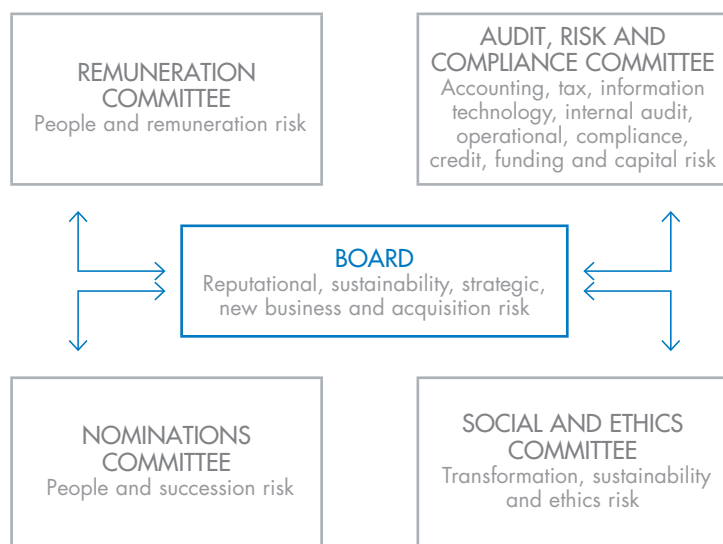 REMUNERATION
COMMITTEE
People and remuneration risk
AUDIT, RISK AND
COMPLIANCE COMMITTEE
Accounting, tax, information
technology, internal audit,
operational, compliance,
credit, funding and capital risk
BOARD
Reputational, sustainability, strategic,
new business and acquisition risk
NOMINATIONS
COMMITTEE
People and succession risk
SOCIAL AND ETHICS
COMMITTEE
Transformation, sustainability
and ethics risk